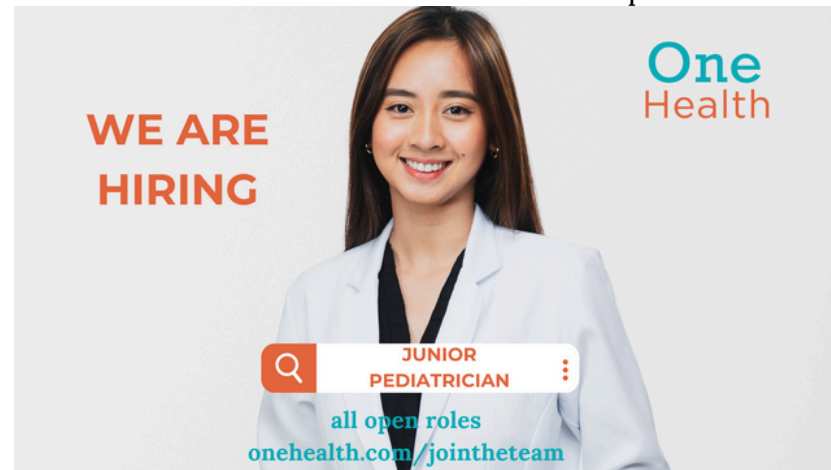 WE ARE
HIRING
One
Health
JUNIOR
PEDIATRICIAN
all open roles
onehealth.com/jointheteam